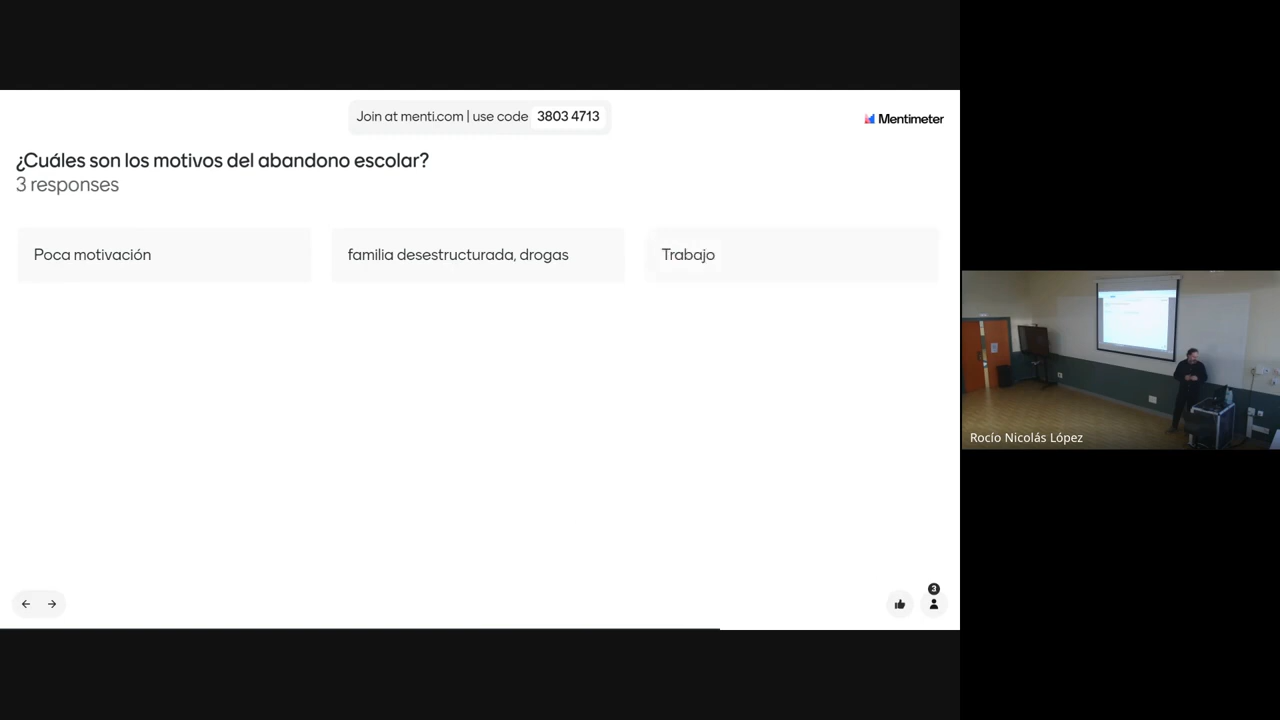 Join at menti.com | use code 3803 4713
Mentimeter
¿Cuáles son los motivos del abandono escolar?
3 responses
Poca motivación
familia desestructurada, drogas
Trabajo
3
Rocío Nicolás López